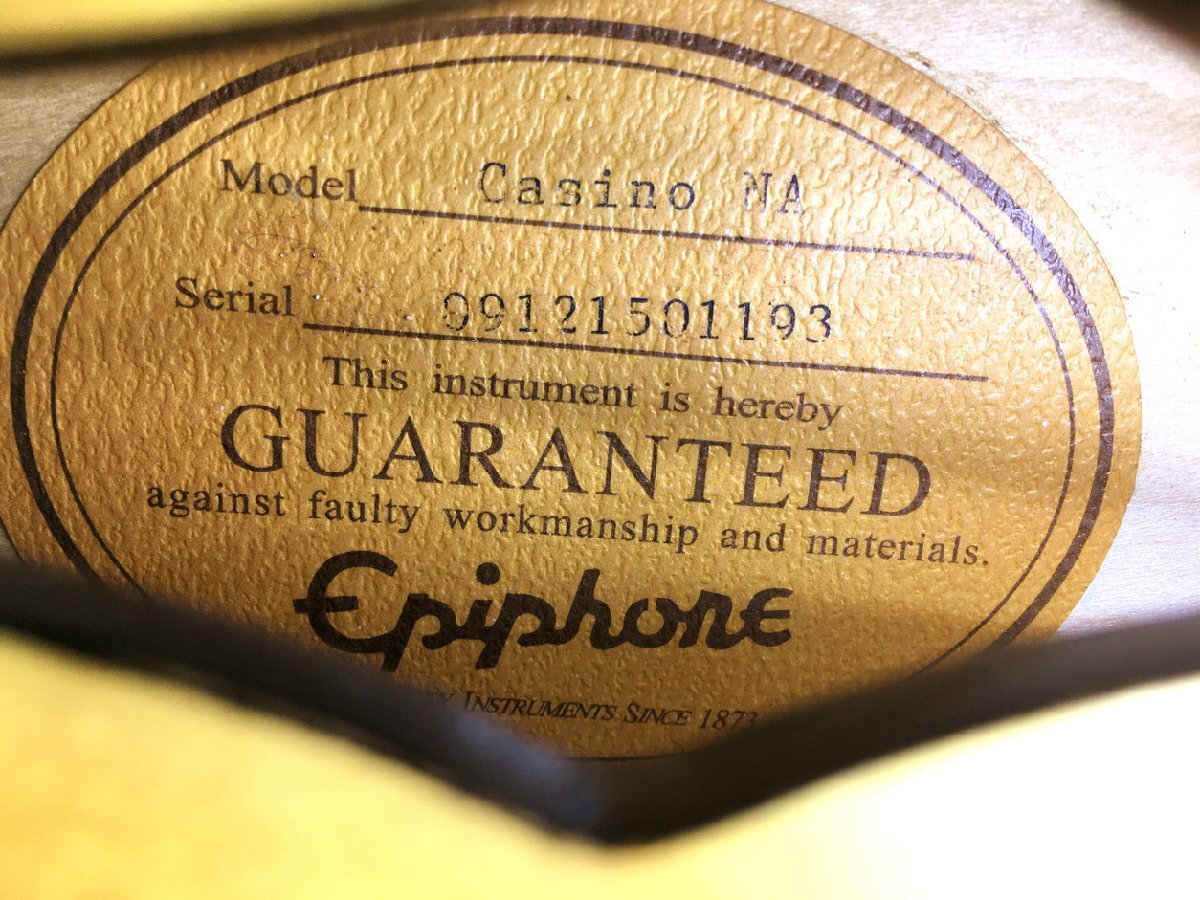 Model Casino NA
Serial 09121501193
This instrument is hereby
GUARANTEED
against faulty workmanship and materials.
Epiphone
INSTRUMENTS SINCE 1873